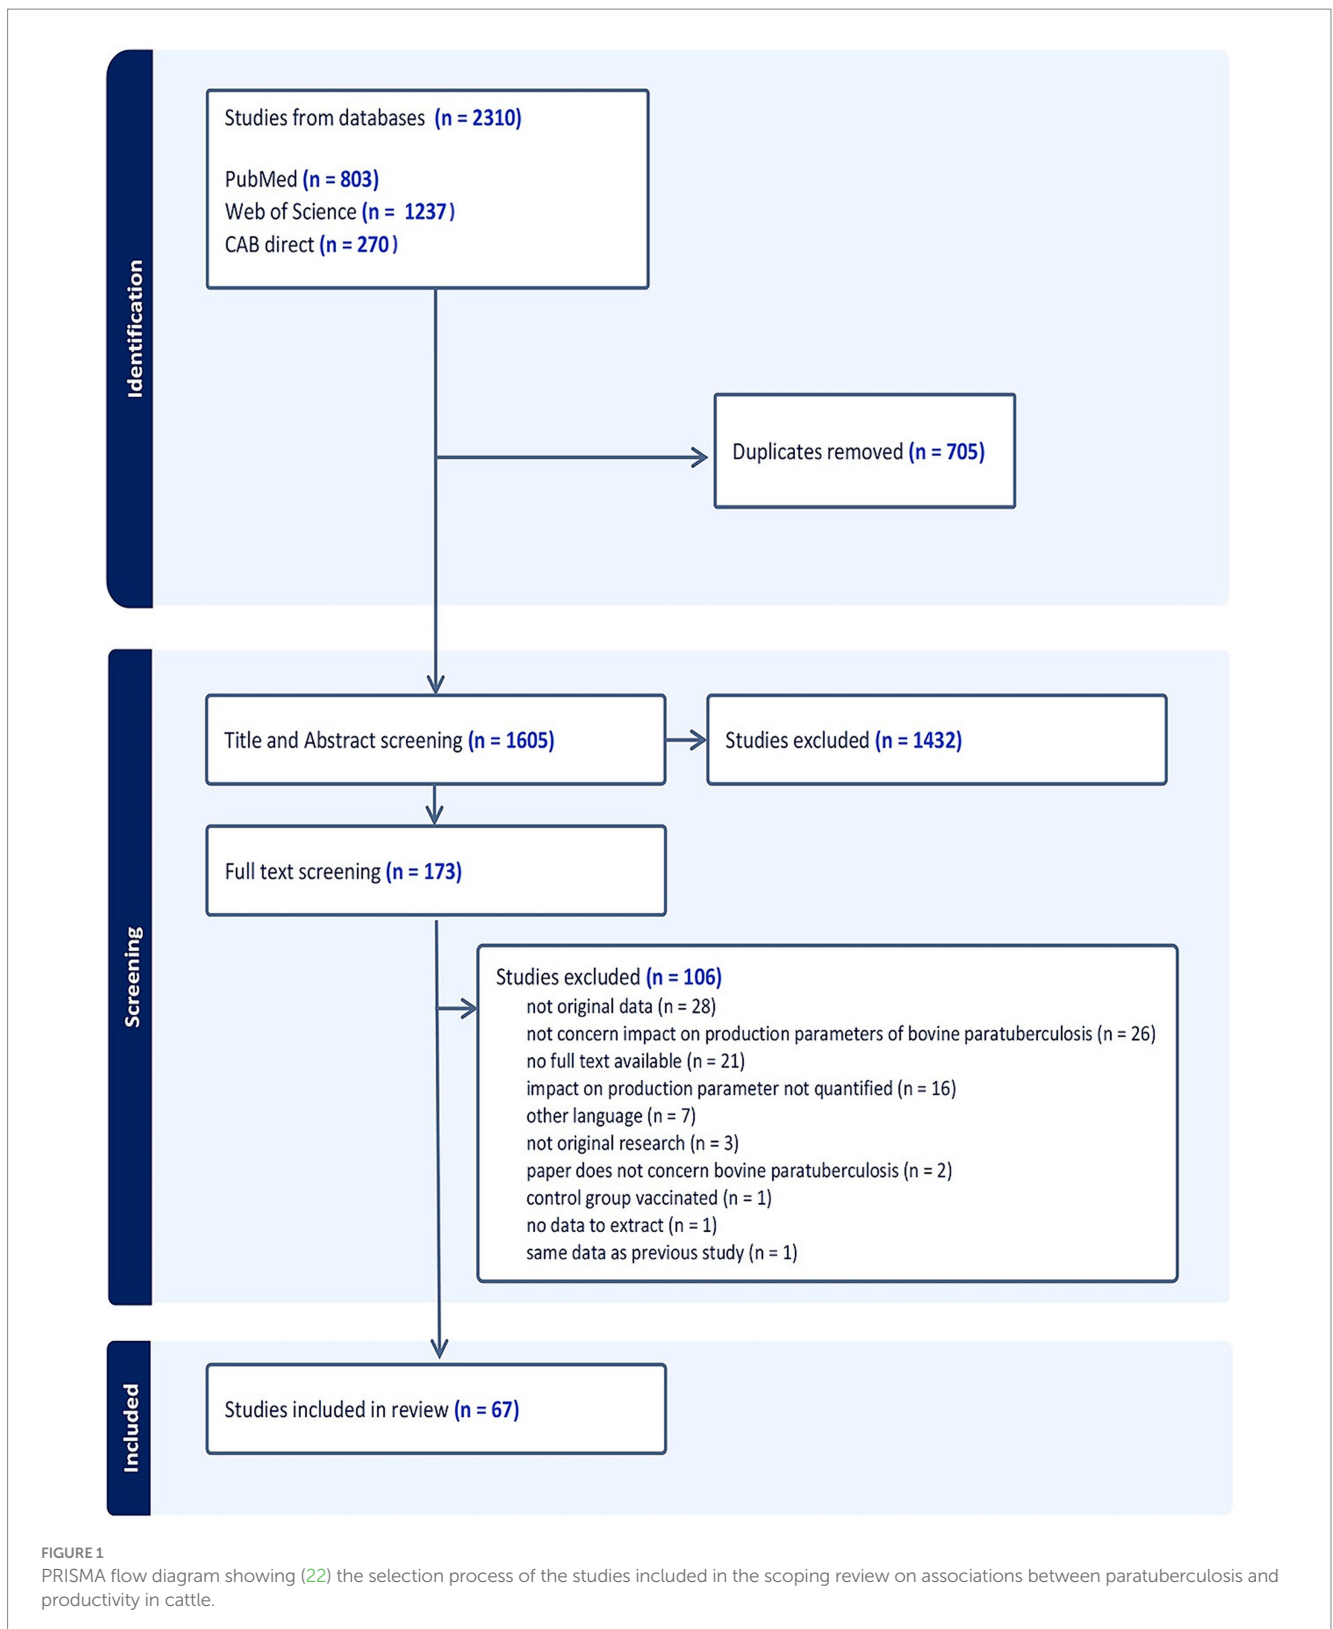 Identification
Studies from databases (n = 2310)
PubMed (n = 803)
Web of Science (n = 1237)
CAB direct (n = 270)
Duplicates removed (n = 705)
Screening
Title and Abstract screening (n = 1605)
Studies excluded (n = 1432)
Full text screening (n = 173)
Studies excluded (n = 106)
not original data (n = 28)
not concern impact on production parameters of bovine paratuberculosis (n = 26)
no full text available (n = 21)
impact on production parameter not quantified (n = 16)
other language (n = 7)
not original research (n = 3)
paper does not concern bovine paratuberculosis (n = 2)
control group vaccinated (n = 1)
no data to extract (n = 1)
same data as previous study (n = 1)
Included
Studies included in review (n = 67)
FIGURE 1
PRISMA flow diagram showing (22) the selection process of the studies included in the scoping review on associations between paratuberculosis and
productivity in cattle.